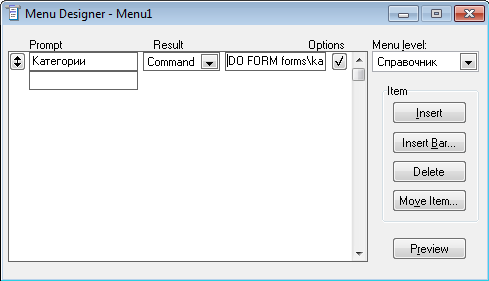 Menu Designer - Menu1
Prompt Result Options Menu level:
Категории Command DO FORM forms\ka Справочник
Item
Insert
Insert Bar...
Delete
Move Item...
Preview